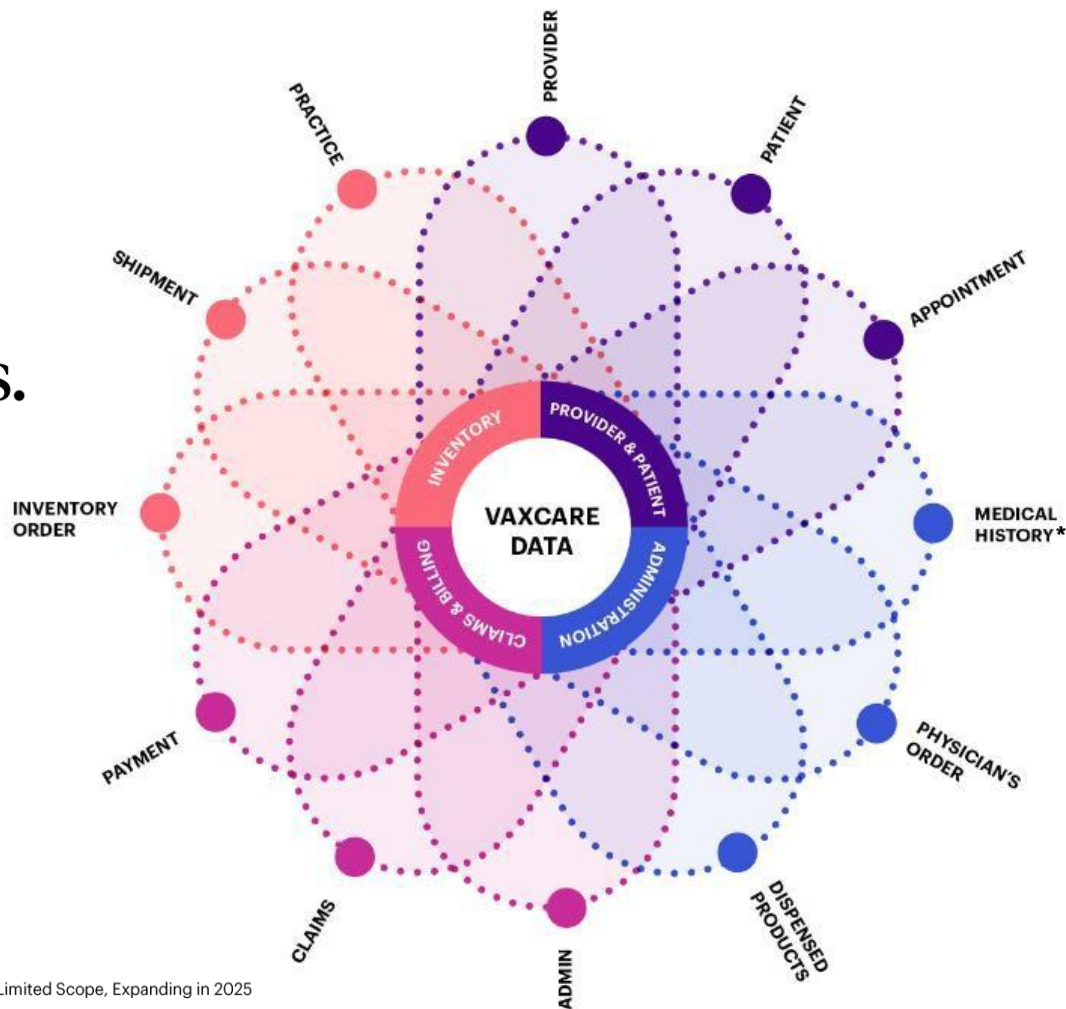 PROVIDER
PATIENT
APPOINTMENT
MEDICAL
HISTORY*
PHYSICIAN'S
ORDER
DISPENSED
PRODUCTS
ADMIN
CLAIMS
PAYMENT
INVENTORY
ORDER
SHIPMENT
PRACTICE
s.
INVENTORY
PROVIDER & PATIENT
ADMINISTRATION
CLIAMS & BILLING
VAXCARE
DATA
Limited Scope, Expanding in 2025